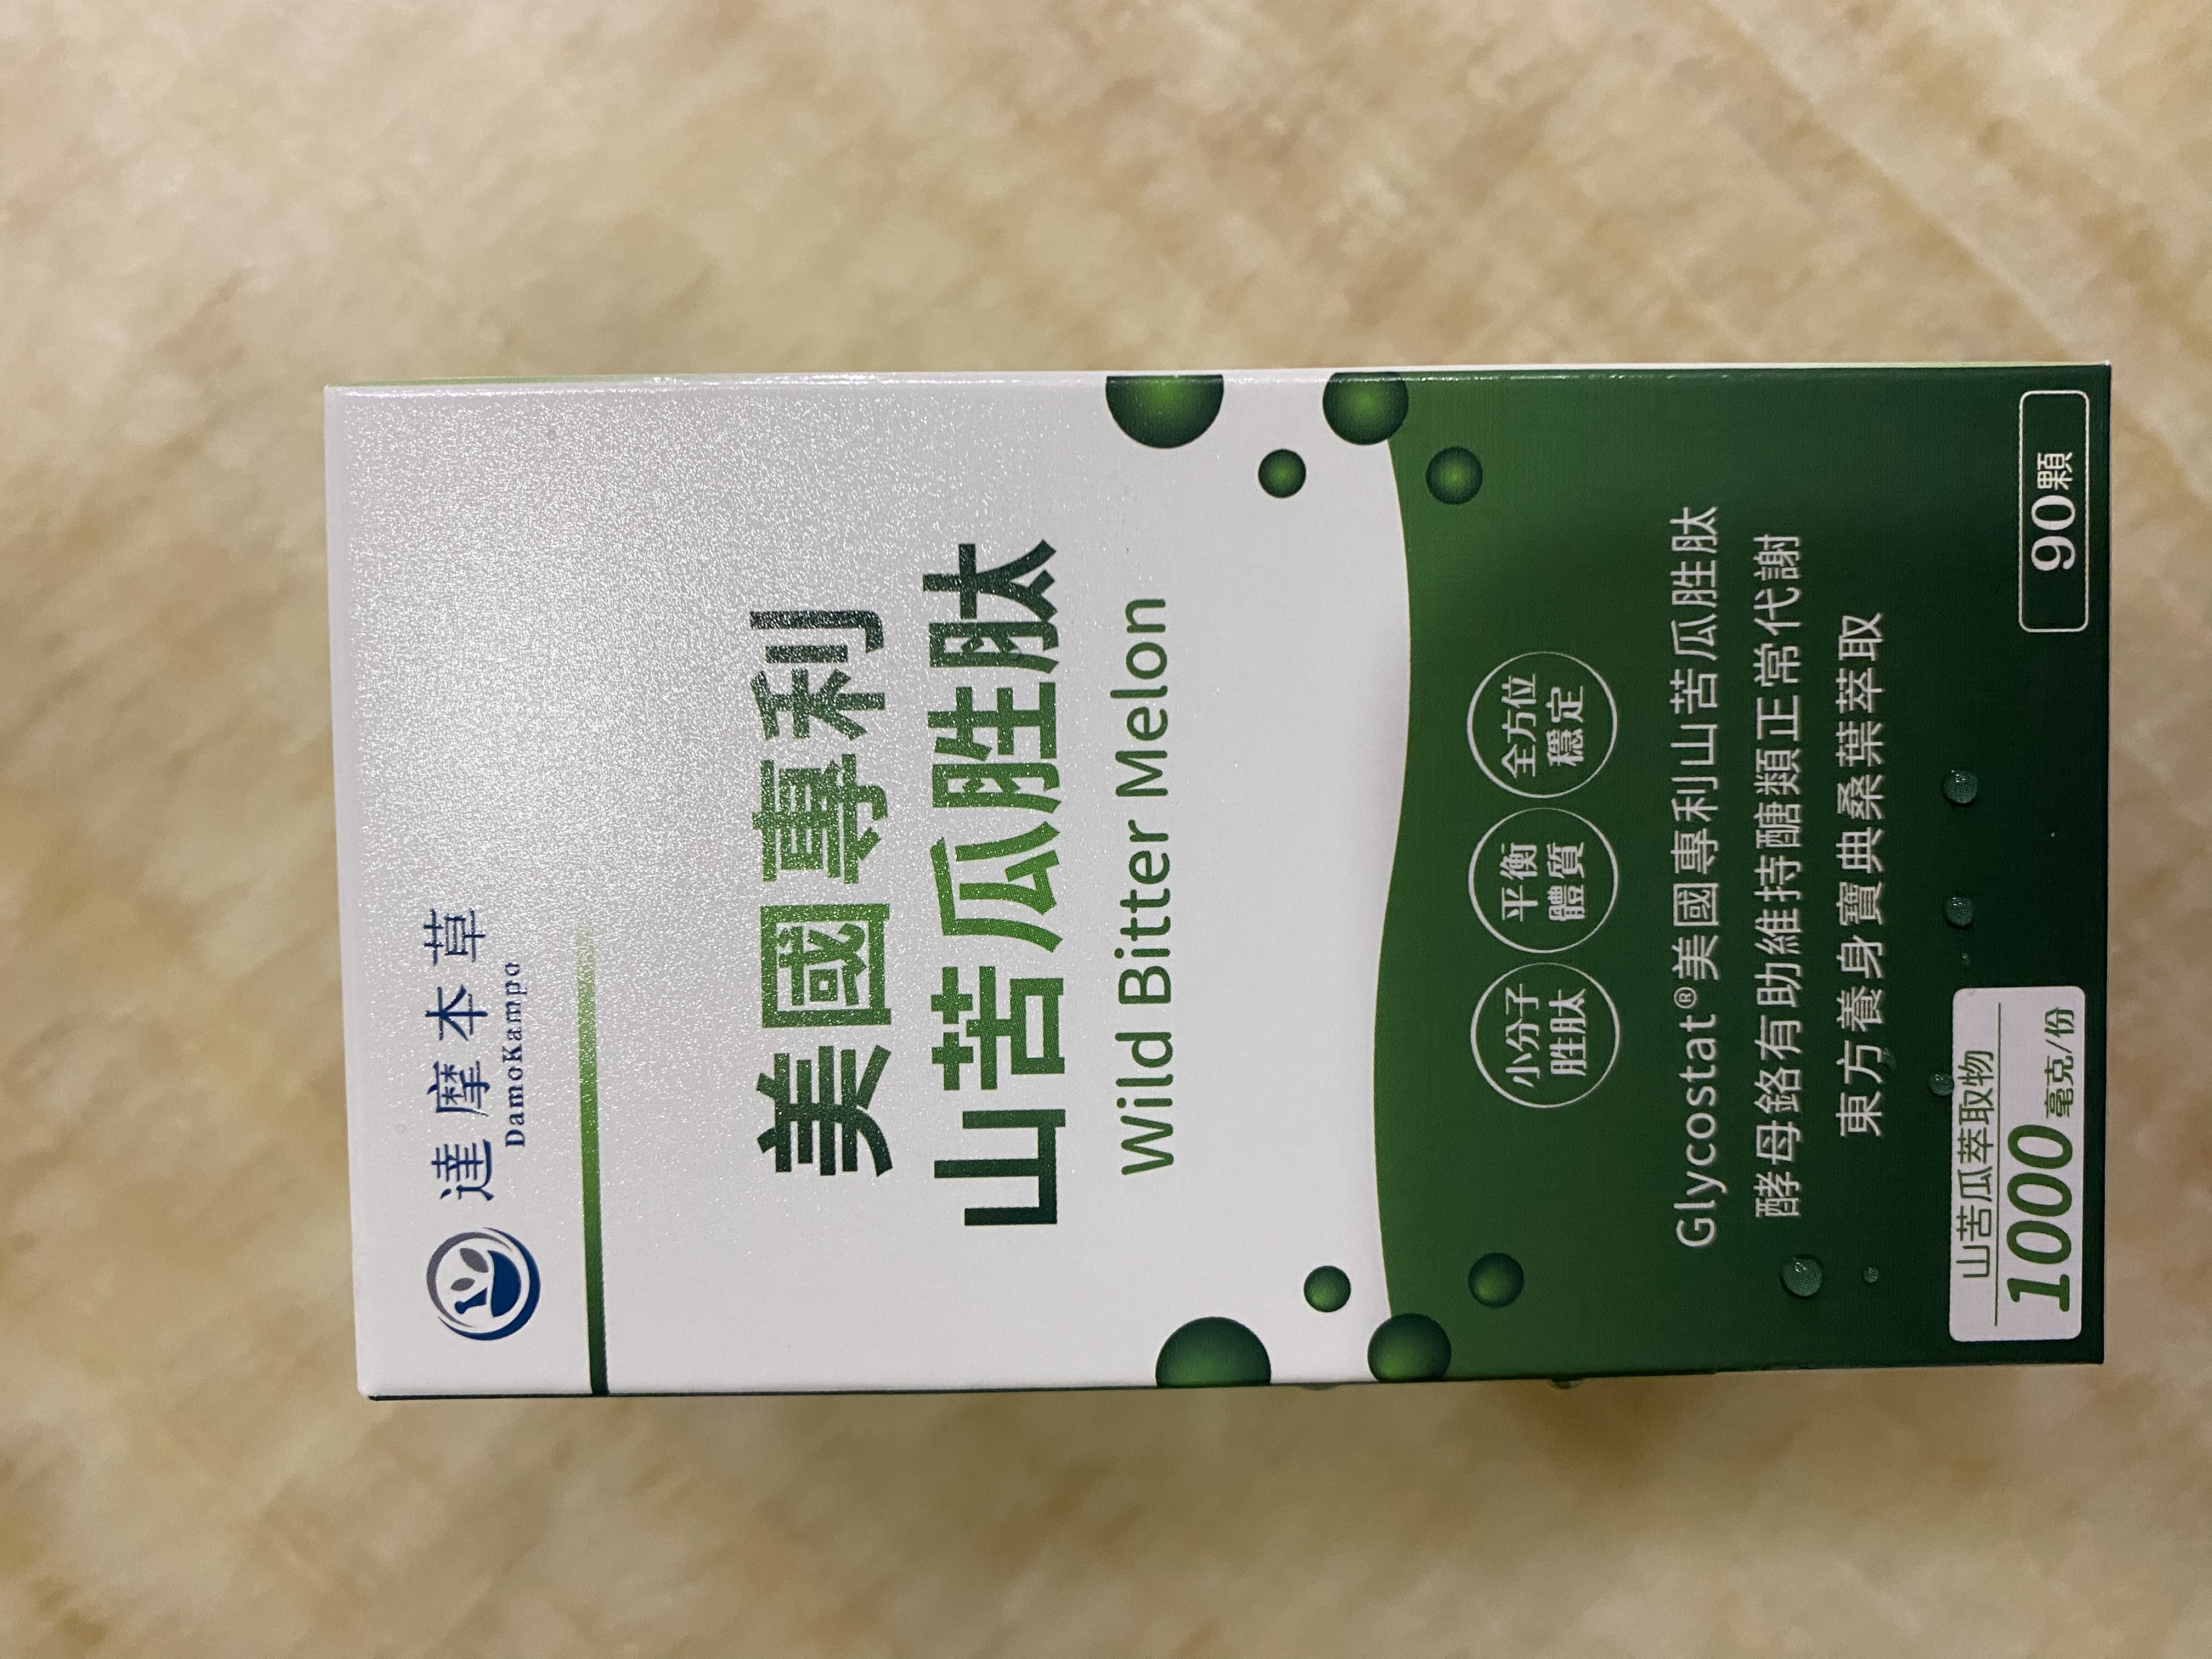 達摩本草
DamoKampo
美國專利
山苦瓜胜肽
Wild Bitter Melon
小分子
胜肽
平衡
體質
全方位
穩定
Glycostat®美國專利山苦瓜胜肽
酵母鉻有助維持醣類正常代謝
東方養身寶典桑葉萃取
山苦瓜萃取物
1000毫克/份
90顆